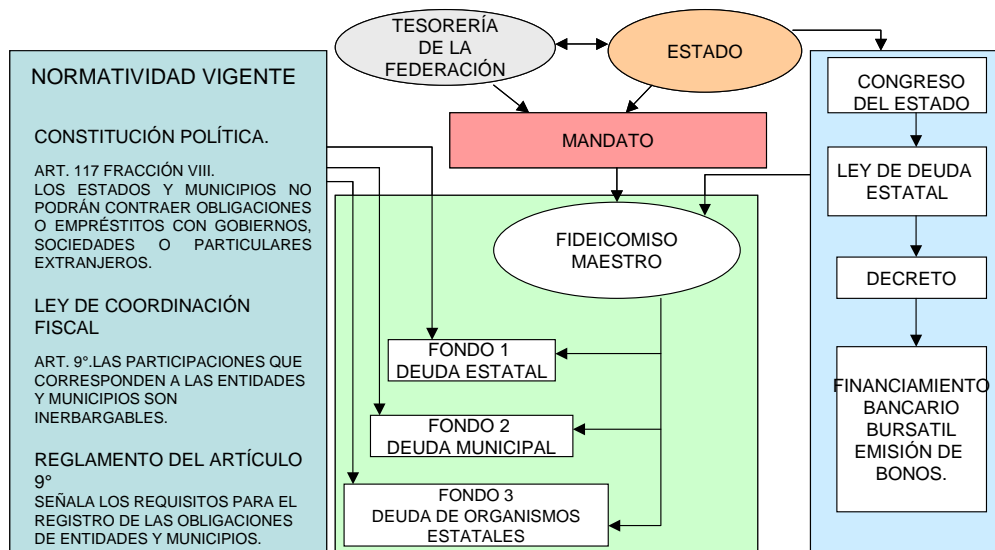 NORMATIVIDAD VIGENTE
CONSTITUCIÓN POLÍTICA.
ART. 117 FRACCIÓN VIII.
LOS ESTADOS Y MUNICIPIOS NO
PODRÁN CONTRAER OBLIGACIONES
O EMPRÉSTITOS CON GOBIERNOS,
SOCIEDADES O PARTICULARES
EXTRANJEROS.
LEY DE COORDINACIÓN
FISCAL
ART. 9°.LAS PARTICIPACIONES QUE
CORRESPONDEN A LAS ENTIDADES
Y MUNICIPIOS SON
INERBARGABLES.
REGLAMENTO DEL ARTÍCULO
9°
SEÑALA LOS REQUISITOS PARA EL
REGISTRO DE LAS OBLIGACIONES
DE ENTIDADES Y MUNICIPIOS.
TESORERÍA
DE LA
FEDERACIÓN
ESTADO
MANDATO
FIDEICOMISO
MAESTRO
FONDO 1
DEUDA ESTATAL
FONDO 2
DEUDA MUNICIPAL
FONDO 3
DEUDA DE ORGANISMOS
ESTATALES
CONGRESO
DEL ESTADO
LEY DE DEUDA
ESTATAL
DECRETO
FINANCIAMIENTO
BANCARIO
BURSATIL
EMISIÓN DE
BONOS.